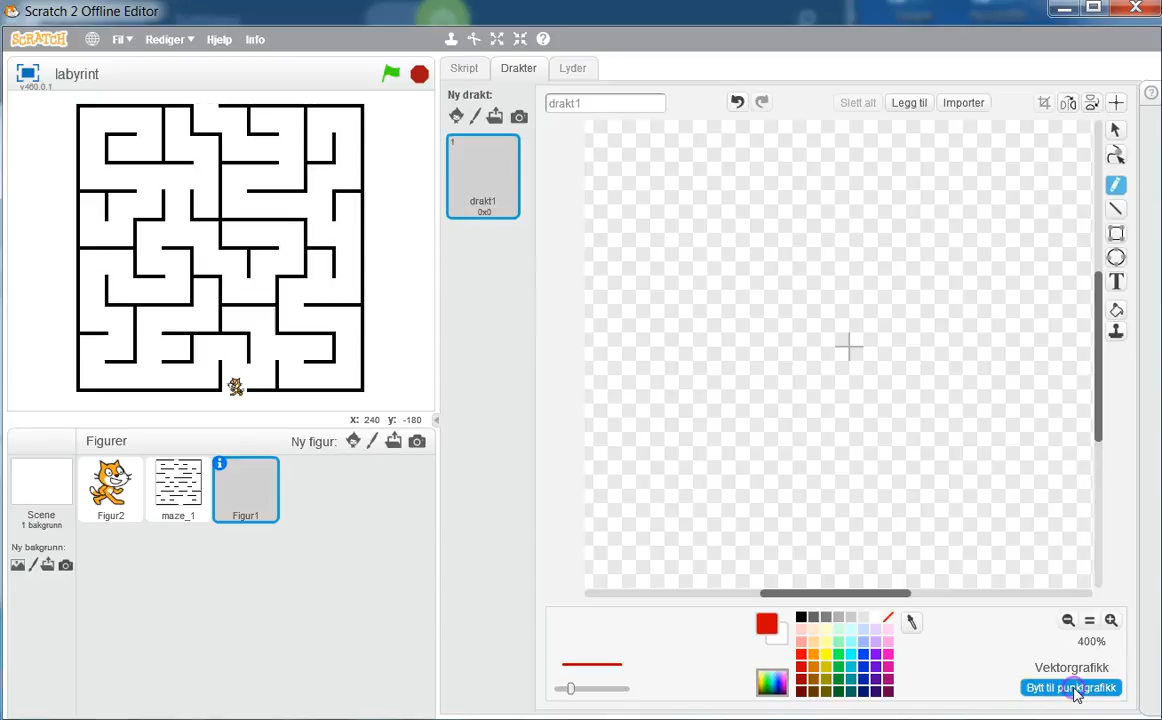 Scratch 2 Offline Editor
SCRATCH Fil Rediger Hjelp Info
labyrint
v460.0.1
Skript Drakter Lyder
Ny drakt:
1
drakt1
0x0
drakt1
Slett alt Legg til Importer
T
x: 240 y: -180
Figurer Ny figur:
Scene
1 bakgrunn
Ny bakgrunn:
Figur2 maze_1 Figur1
400%
Vektorgrafikk
Bytt til punktgrafikk